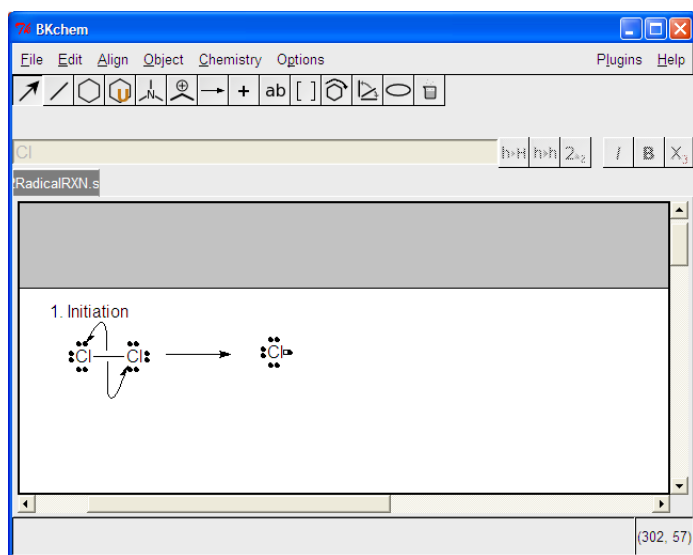 BKchem
File Edit Align Object Chemistry Options Plugins Help
N U + ab [ ]
Cl h▸H h▸h I B X₃
RadicalRXN.s
1. Initiation
Cl Cl Cl
(302, 57)